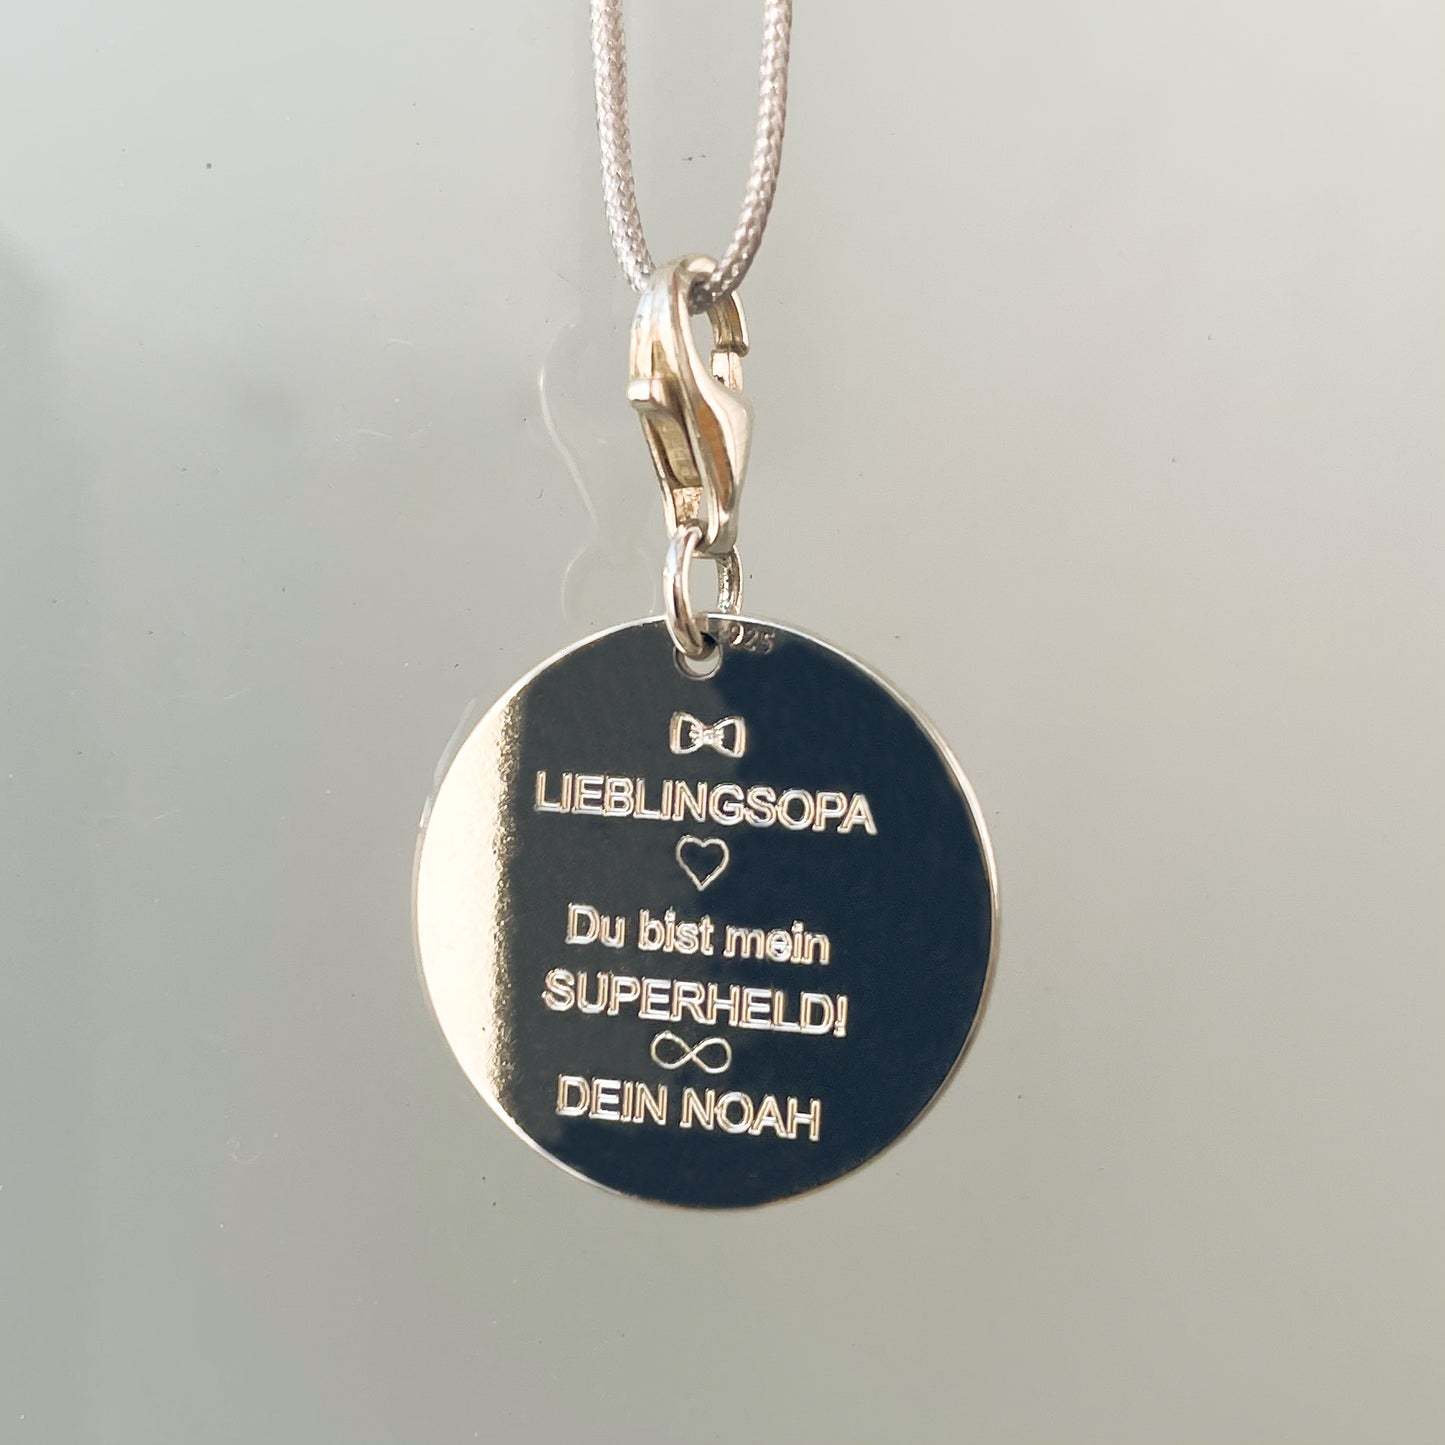 925
LIEBLINGSOPA
Du bist mein
SUPERHELD!
DEIN NOAH